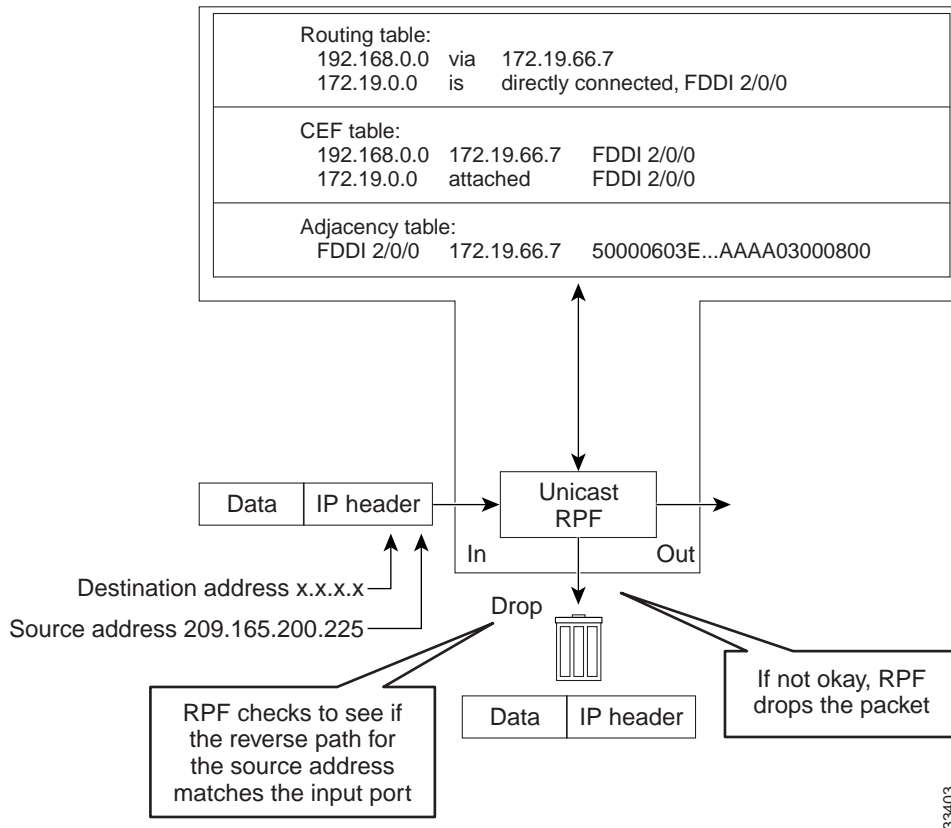 Routing table:
192.168.0.0 via 172.19.66.7
172.19.0.0 is directly connected, FDDI 2/0/0
CEF table:
192.168.0.0 172.19.66.7 FDDI 2/0/0
172.19.0.0 attached FDDI 2/0/0
Adjacency table:
FDDI 2/0/0 172.19.66.7 50000603E...AAAA03000800
Data IP header
Unicast
RPF
In Out
Destination address x.x.x.x
Source address 209.165.200.225
Drop
RPF checks to see if
the reverse path for
the source address
matches the input port
Data IP header
If not okay, RPF
drops the packet
33403